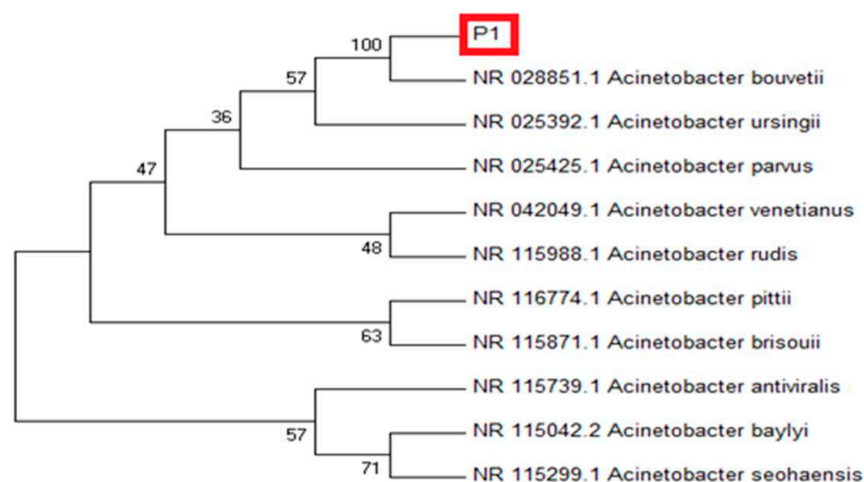 P1
100
NR 028851.1 Acinetobacter bouvetii
57
NR 025392.1 Acinetobacter ursingii
36
NR 025425.1 Acinetobacter parvus
47
NR 042049.1 Acinetobacter venetianus
48
NR 115988.1 Acinetobacter rudis
NR 116774.1 Acinetobacter pittii
63
NR 115871.1 Acinetobacter brisouii
NR 115739.1 Acinetobacter antiviralis
57
NR 115042.2 Acinetobacter baylyi
71
NR 115299.1 Acinetobacter seohaensis